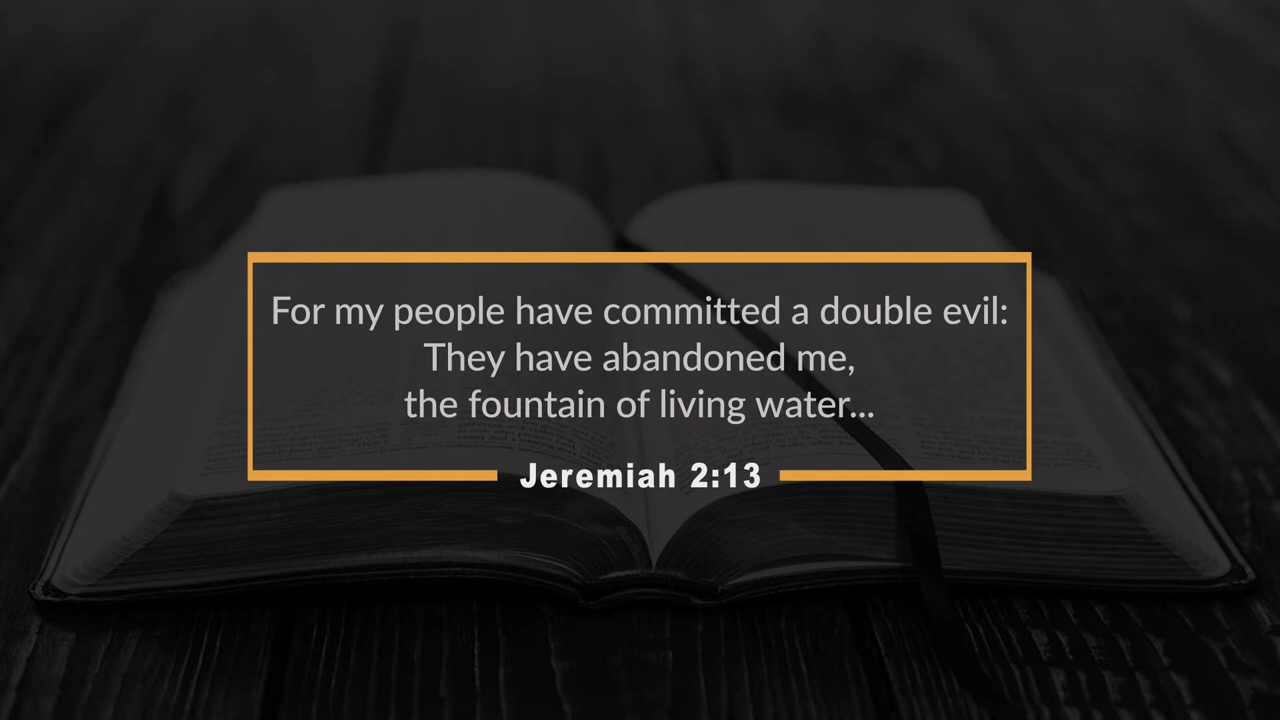 For my people have committed a double evil:
They have abandoned me,
the fountain of living water...
Jeremiah 2:13